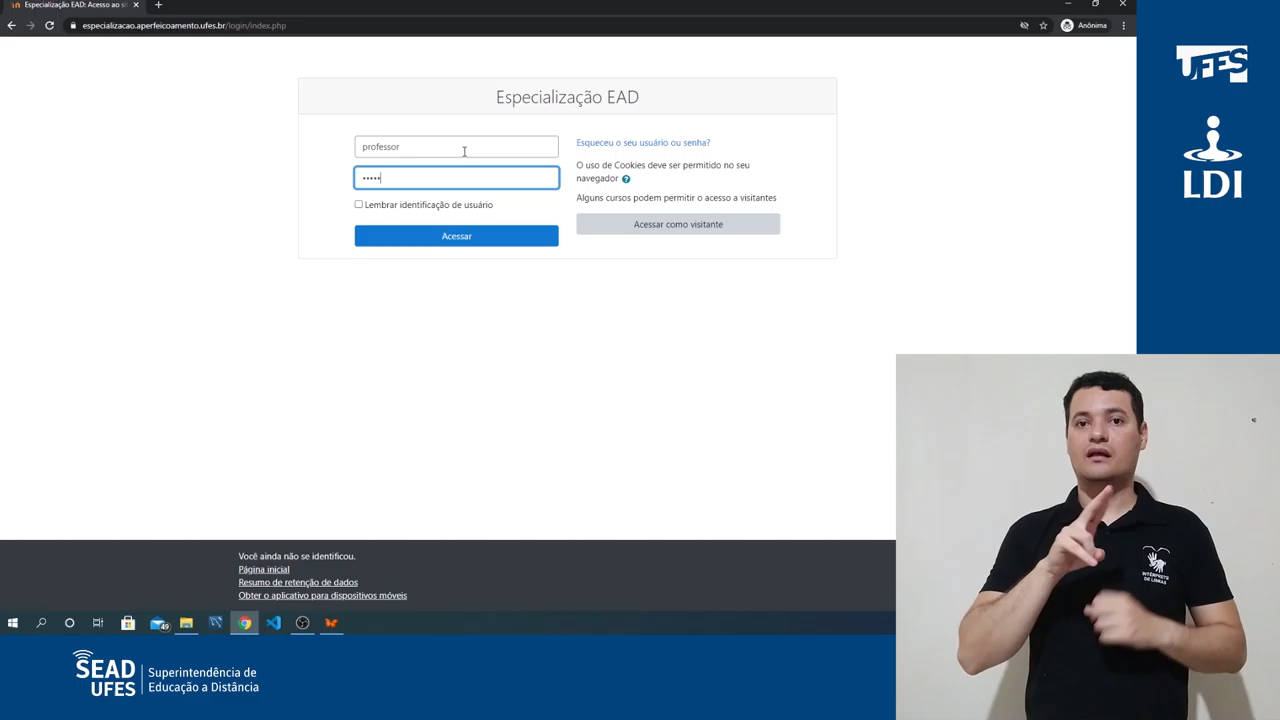 Especialização EAD: Acesso ao si
especializacao.aperfeicoamento.ufes.br/login/index.php
Anônima
UFES
LDI
Especialização EAD
professor
•••••
Lembrar identificação de usuário
Acessar
Esqueceu o seu usuário ou senha?
O uso de Cookies deve ser permitido no seu
navegador
Alguns cursos podem permitir o acesso a visitantes
Acessar como visitante
Você ainda não se identificou.
Página inicial
Resumo de retenção de dados
Obter o aplicativo para dispositivos móveis
49
INTÉRPRETE
DE LIBRAS
SEAD
UFES
Superintendência de
Educação a Distância